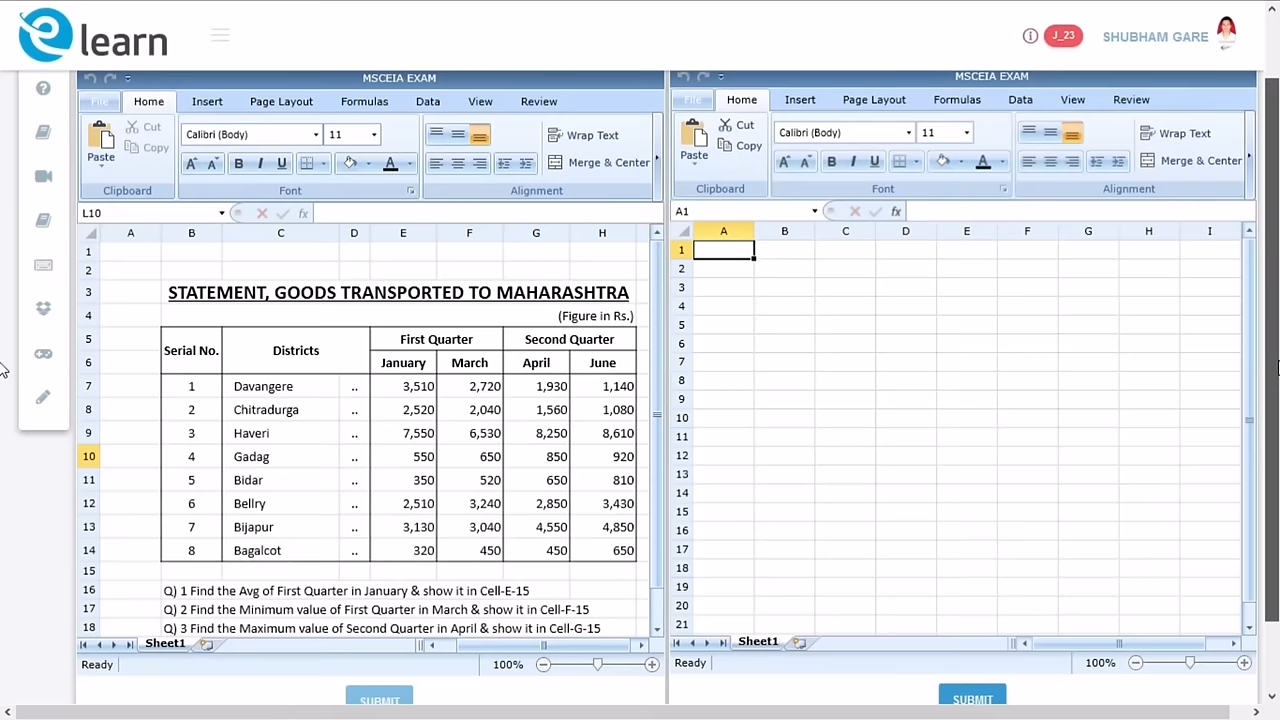 e learn
J_23 SHUBHAM GARE
MSCEIA EXAM
File Home Insert Page Layout Formulas Data View Review
Paste Cut Copy Calibri (Body) 11 Wrap Text
A A B I U A Merge & Center
Clipboard Font Alignment
L10 fx
A B C D E F G H
1
2
3 STATEMENT, GOODS TRANSPORTED TO MAHARASHTRA
4 (Figure in Rs.)
5 Serial No. Districts First Quarter Second Quarter
6 January March April June
7 1 Davangere .. 3,510 2,720 1,930 1,140
8 2 Chitradurga .. 2,520 2,040 1,560 1,080
9 3 Haveri .. 7,550 6,530 8,250 8,610
10 4 Gadag .. 550 650 850 920
11 5 Bidar .. 350 520 650 810
12 6 Bellry .. 2,510 3,240 2,850 3,430
13 7 Bijapur .. 3,130 3,040 4,550 4,850
14 8 Bagalcot .. 320 450 450 650
15
16 Q) 1 Find the Avg of First Quarter in January & show it in Cell-E-15
17 Q) 2 Find the Minimum value of First Quarter in March & show it in Cell-F-15
18 Q) 3 Find the Maximum value of Second Quarter in April & show it in Cell-G-15
Sheet1
Ready 100%
SUBMIT
MSCEIA EXAM
File Home Insert Page Layout Formulas Data View Review
Paste Cut Copy Calibri (Body) 11 Wrap Text
A A B I U A Merge & Center
Clipboard Font Alignment
A1 fx
A B C D E F G H I
1
2
3
4
5
6
7
8
9
10
11
12
13
14
15
16
17
18
19
20
21
Sheet1
Ready 100%
SUBMIT